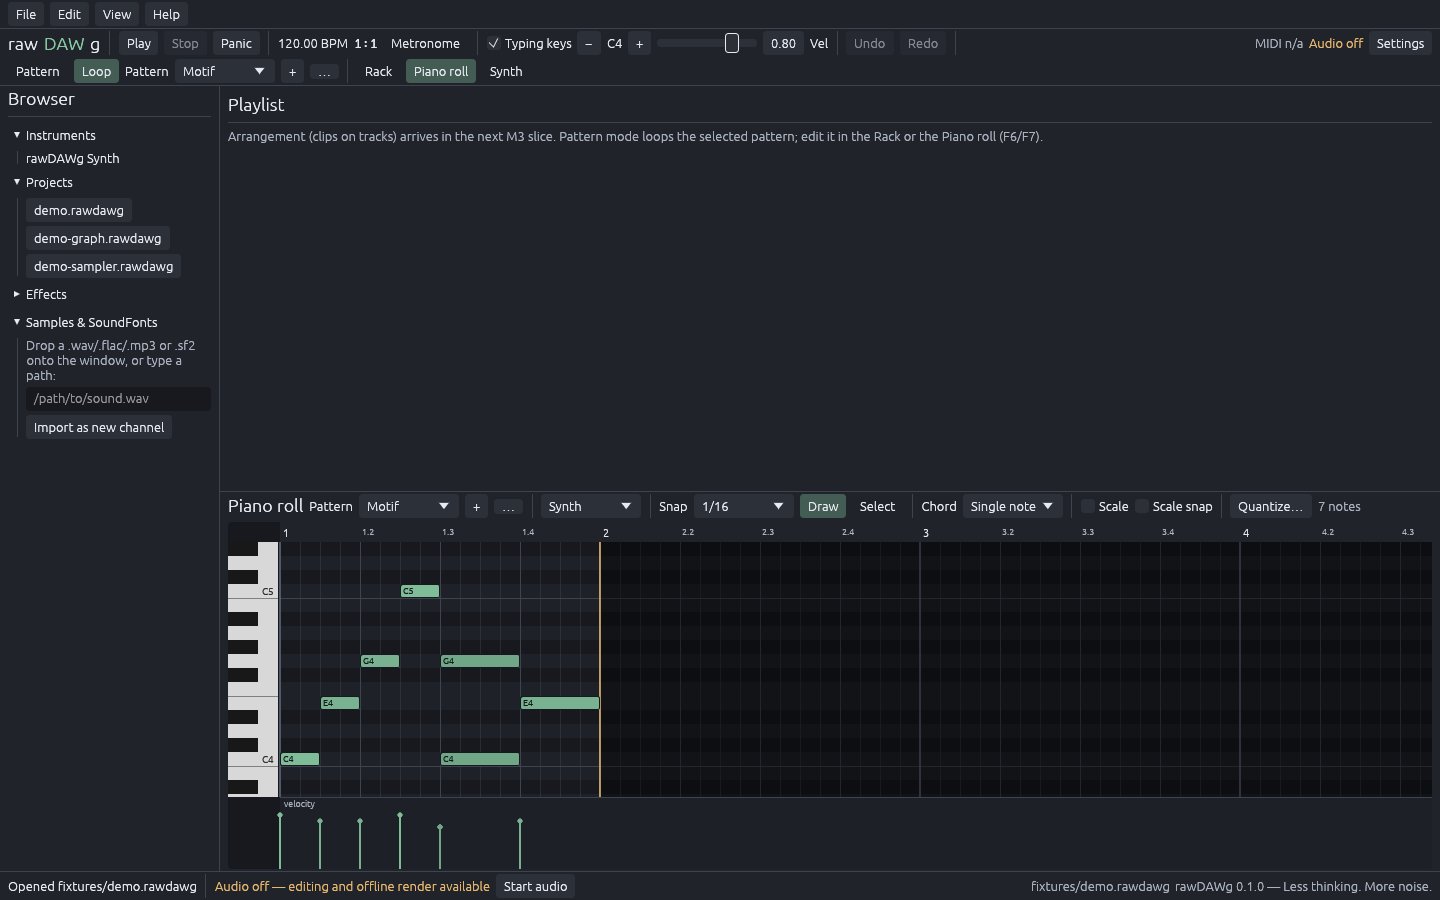 File Edit View Help
raw DAW g Play Stop Panic 120.00 BPM 1:1 Metronome Typing keys – C4 + 0.80 Vel Undo Redo MIDI n/a Audio off Settings
Pattern Loop Pattern Motif + ... Rack Piano roll Synth
Browser
Instruments
rawDAWg Synth
Projects
demo.rawdawg
demo-graph.rawdawg
demo-sampler.rawdawg
Effects
Samples & SoundFonts
Drop a .wav/.flac/.mp3 or .sf2
onto the window, or type a
path:
/path/to/sound.wav
Import as new channel
Playlist
Arrangement (clips on tracks) arrives in the next M3 slice. Pattern mode loops the selected pattern; edit it in the Rack or the Piano roll (F6/F7).
Piano roll Pattern Motif + ... Synth Snap 1/16 Draw Select Chord Single note Scale Scale snap Quantize... 7 notes
1 1.2 1.3 1.4 2 2.2 2.3 2.4 3 3.2 3.3 3.4 4 4.2 4.3
C5 C5
G4 G4
E4 E4
C4 C4 C4
velocity
Opened fixtures/demo.rawdawg Audio off — editing and offline render available Start audio fixtures/demo.rawdawg rawDAWg 0.1.0 — Less thinking. More noise.